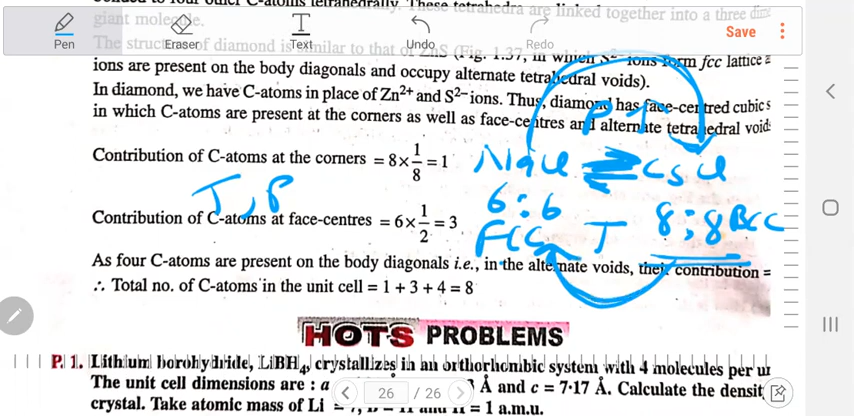 giant molecule.
Pen
Eraser
Text
Undo
Redo
Save
The structure of diamond is similar to that of ZnS (Fig. 1.37, in which S²⁻ ions form fcc lattice
ions are present on the body diagonals and occupy alternate tetrahedral voids).
In diamond, we have C-atoms in place of Zn²⁺ and S²⁻ ions. Thus, diamond has face-centred cubic s
in which C-atoms are present at the corners as well as face-centres and alternate tetrahedral void
P↑
Contribution of C-atoms at the corners = 8 × 1/8 = 1
NaCl ⇌ CsCl
T, P
6:6
8:8 BCC
Contribution of C-atoms at face-centres = 6 × 1/2 = 3
FCC T
As four C-atoms are present on the body diagonals i.e., in the alternate voids, their contribution =
∴ Total no. of C-atoms in the unit cell = 1 + 3 + 4 = 8
HOTS PROBLEMS
P. 1. Lithium borohydride, LiBH₄, crystallizes in an orthorhombic system with 4 molecules per
The unit cell dimensions are : a
26 / 26
Å and c = 7·17 Å. Calculate the densit
crystal. Take atomic mass of Li = 1 a.m.u.